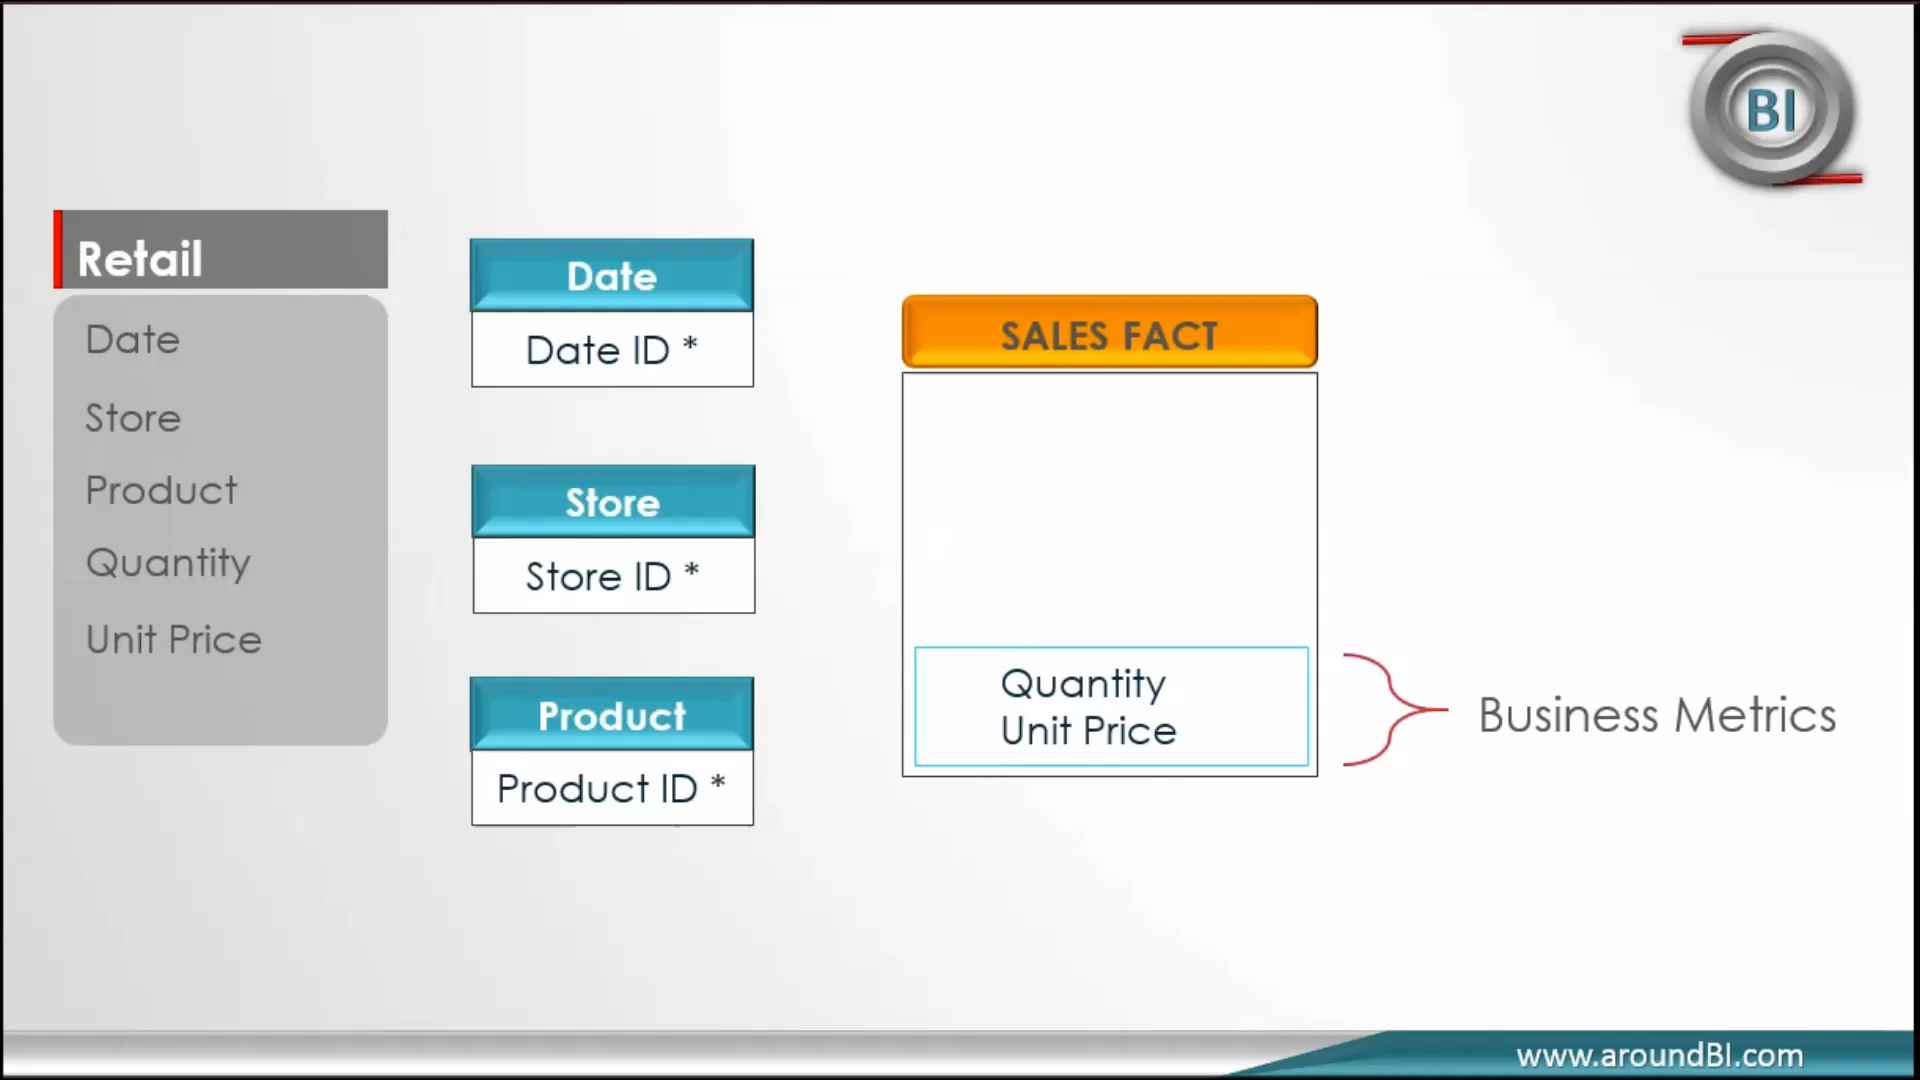 BI
Retail
Date
Store
Product
Quantity
Unit Price
Date
Date ID *
Store
Store ID *
Product
Product ID *
SALES FACT
Quantity
Unit Price
Business Metrics
www.aroundBI.com